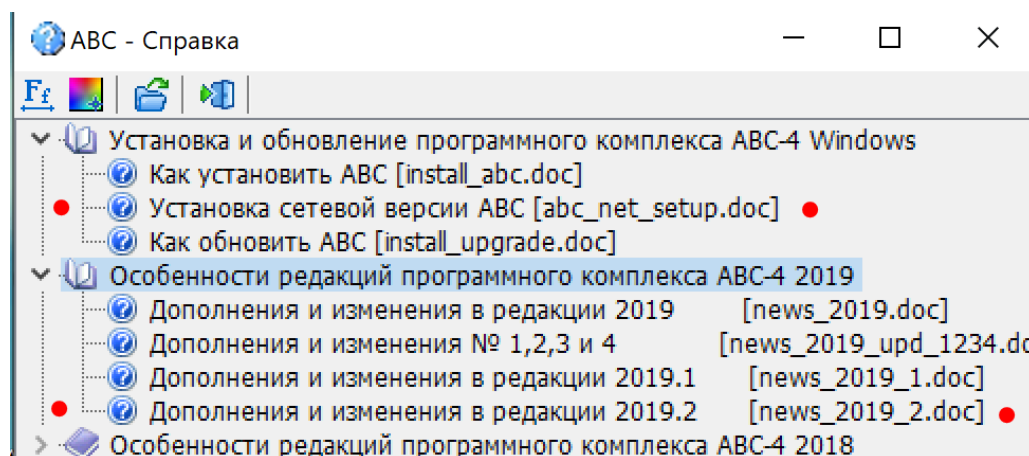 АВС - Справка
Ff
Установка и обновление программного комплекса АВС-4 Windows
Как установить АВС [install_abc.doc]
Установка сетевой версии АВС [abc_net_setup.doc]
Как обновить АВС [install_upgrade.doc]
Особенности редакций программного комплекса АВС-4 2019
Дополнения и изменения в редакции 2019 [news_2019.doc]
Дополнения и изменения № 1,2,3 и 4 [news_2019_upd_1234.do
Дополнения и изменения в редакции 2019.1 [news_2019_1.doc]
Дополнения и изменения в редакции 2019.2 [news_2019_2.doc]
Особенности редакций программного комплекса АВС-4 2018